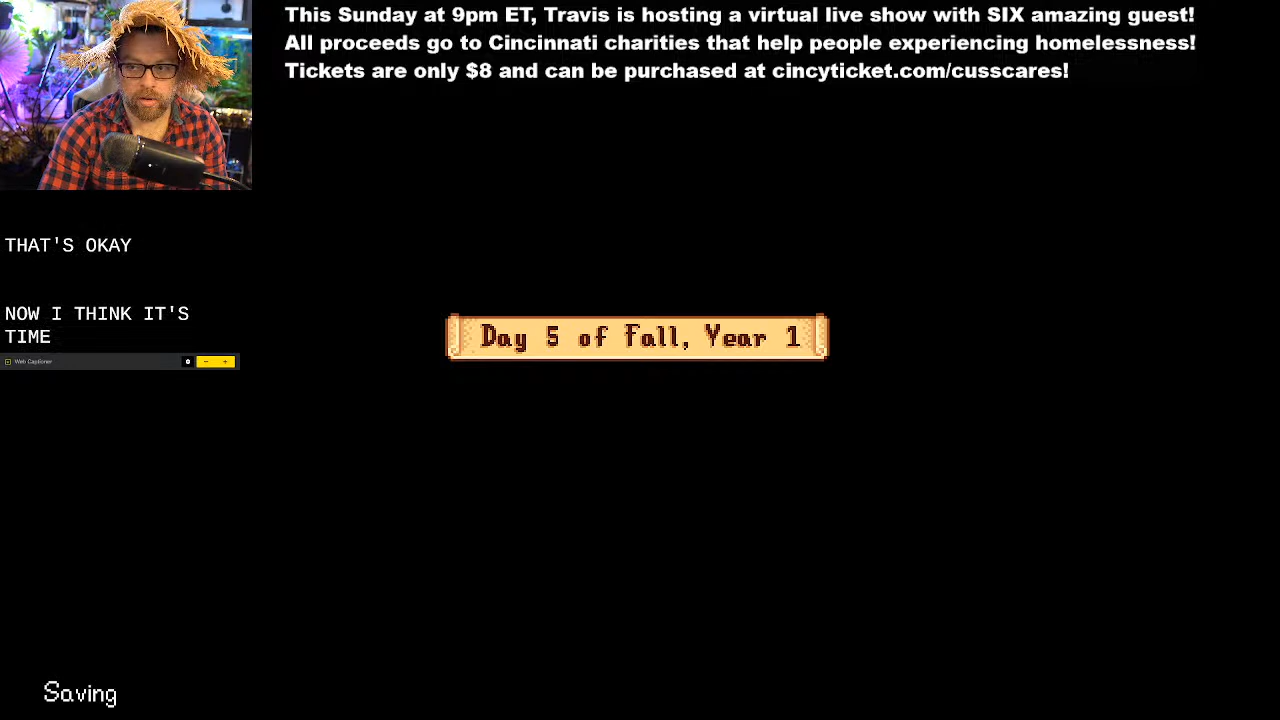 This Sunday at 9pm ET, Travis is hosting a virtual live show with SIX amazing guest!
All proceeds go to Cincinnati charities that help people experiencing homelessness!
Tickets are only $8 and can be purchased at cincyticket.com/cusscares!
THAT'S OKAY
NOW I THINK IT'S
TIME
Web Captioner
Day 5 of Fall, Year 1
Saving